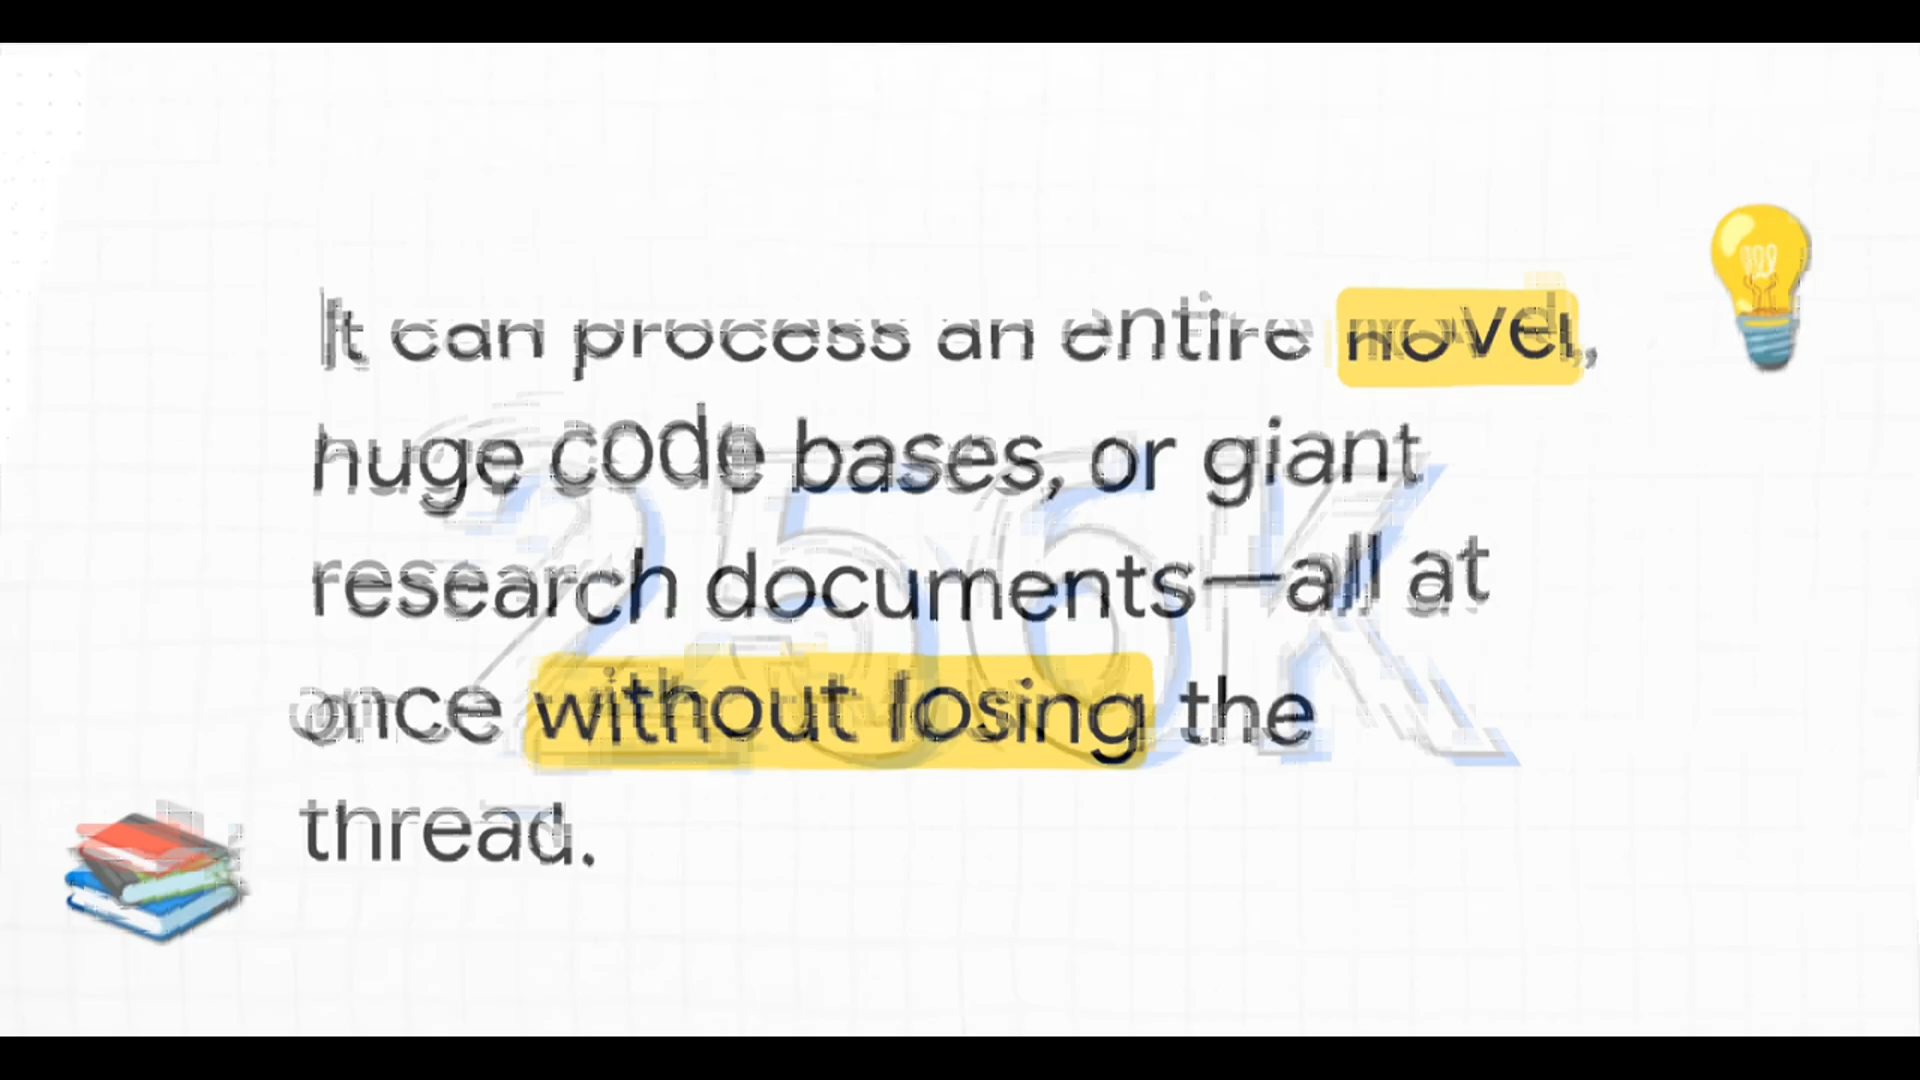 It can process an entire novel,
huge code bases, or giant
research documents—all at
once without losing the
thread.
256K